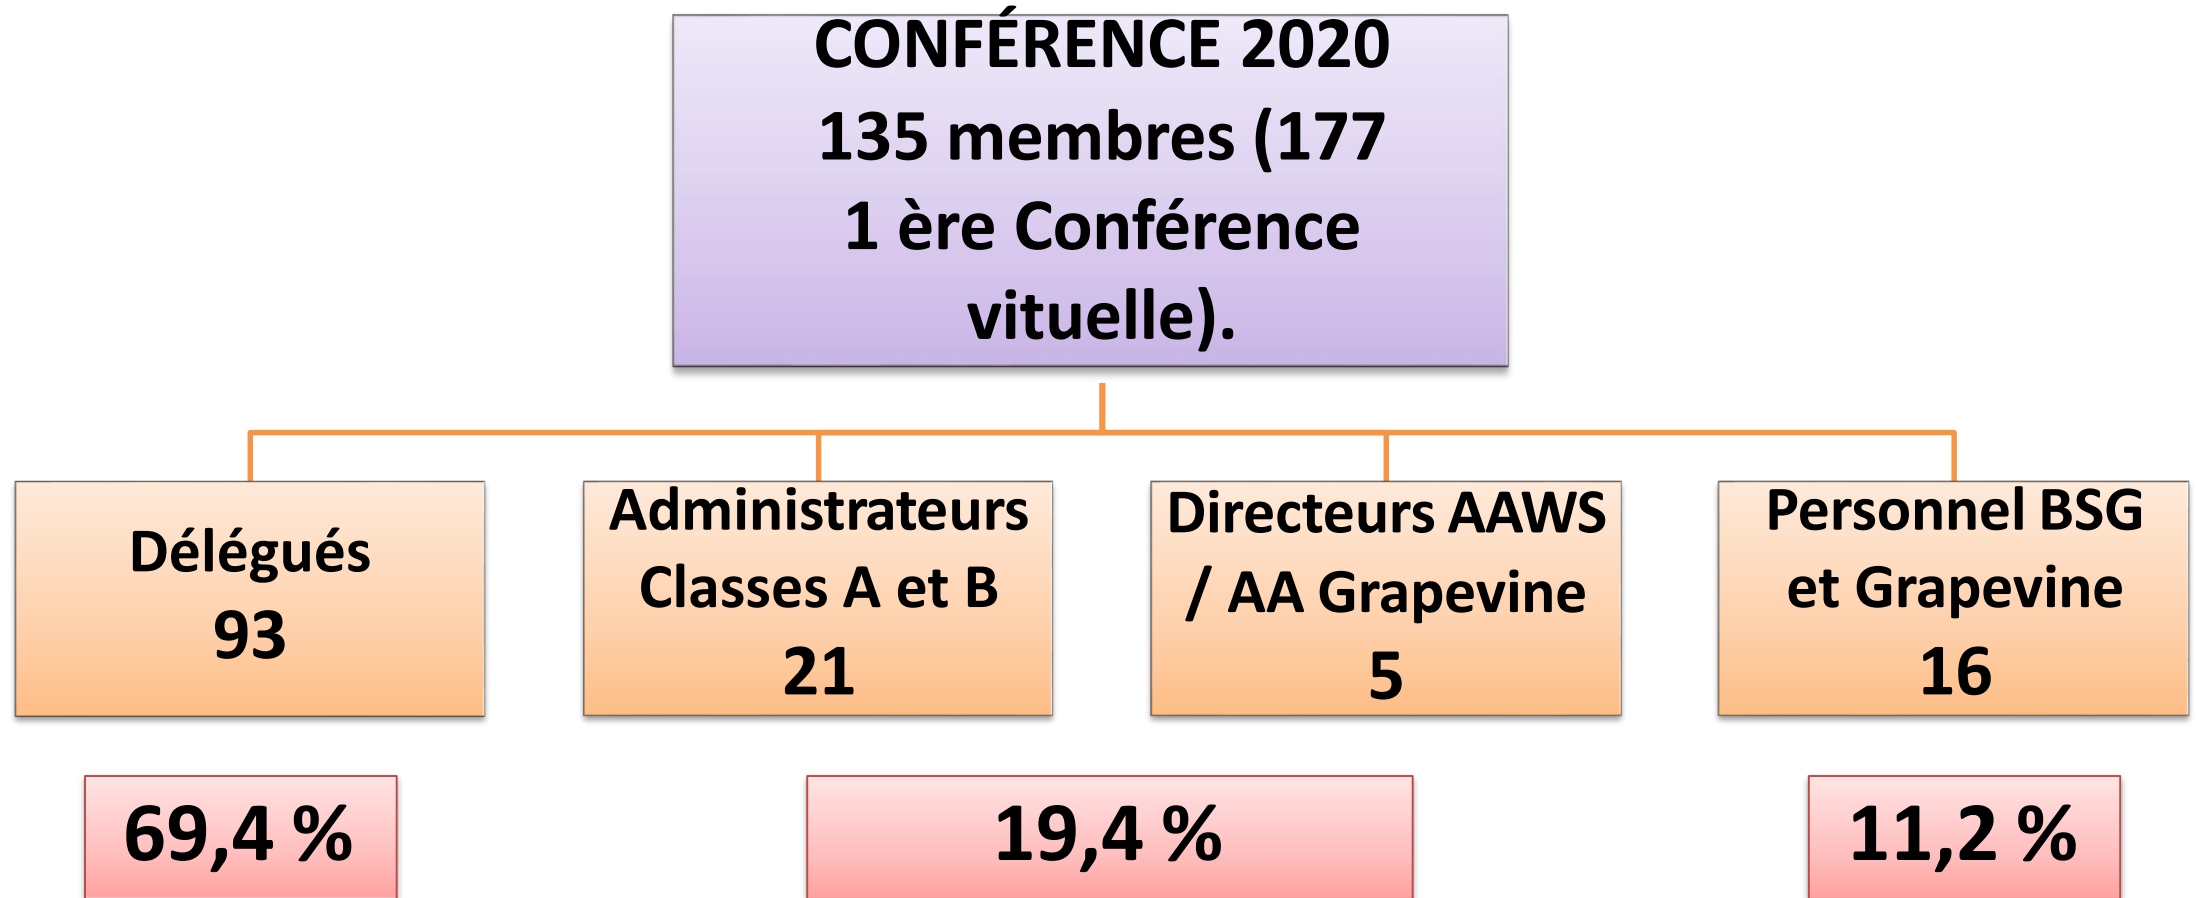 CONFÉRENCE 2020
135 membres (177
1 ère Conférence
vituelle).
Délégués
93
Administrateurs
Classes A et B
21
Directeurs AAWS
/ AA Grapevine
5
Personnel BSG
et Grapevine
16
69,4 %
19,4 %
11,2 %